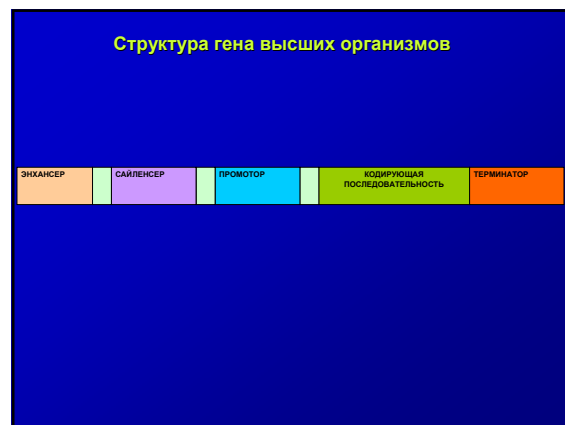 Структура гена высших организмов
ЭНХАНСЕР
САЙЛЕНСЕР
ПРОМОТОР
КОДИРУЮЩАЯ
ПОСЛЕДОВАТЕЛЬНОСТЬ
ТЕРМИНАТОР